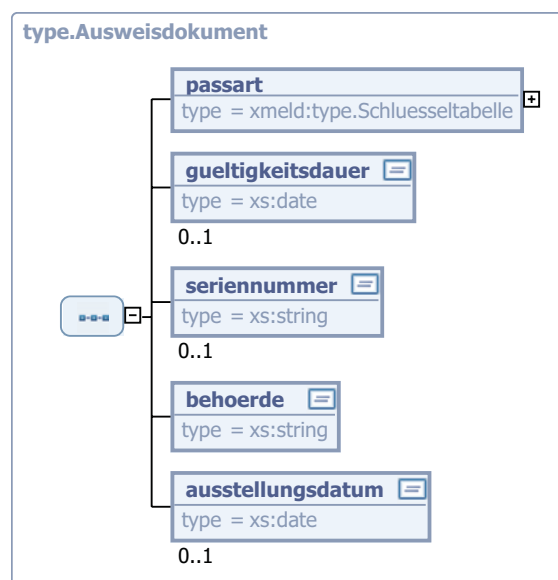 type.Ausweisdokument
passart
type = xmeld:type.Schluesseltabelle
gueltigkeitsdauer
type = xs:date
0..1
seriennummer
type = xs:string
0..1
behoerde
type = xs:string
ausstellungsdatum
type = xs:date
0..1